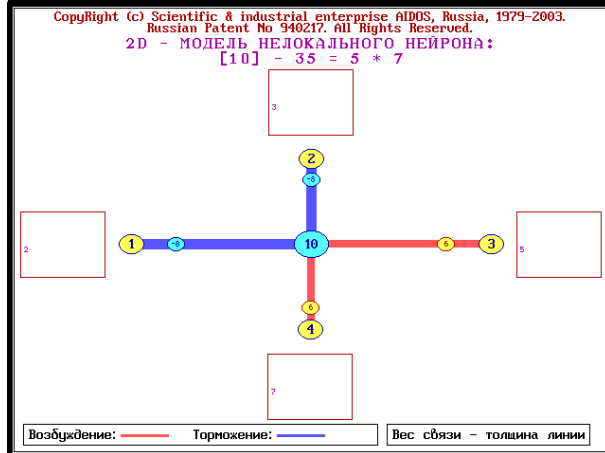 CopyRight (c) Scientific & industrial enterprise AIDOS, Russia, 1979-2003.
Russian Patent No 940217. All Rights Reserved.
2D - МОДЕЛЬ НЕЛОКАЛЬНОГО НЕЙРОНА:
[10] - 35 = 5 * 7
3
2
-8
2
1
-8
10
6
3
5
6
4
7
Возбуждение:
Торможение:
Вес связи - толщина линии